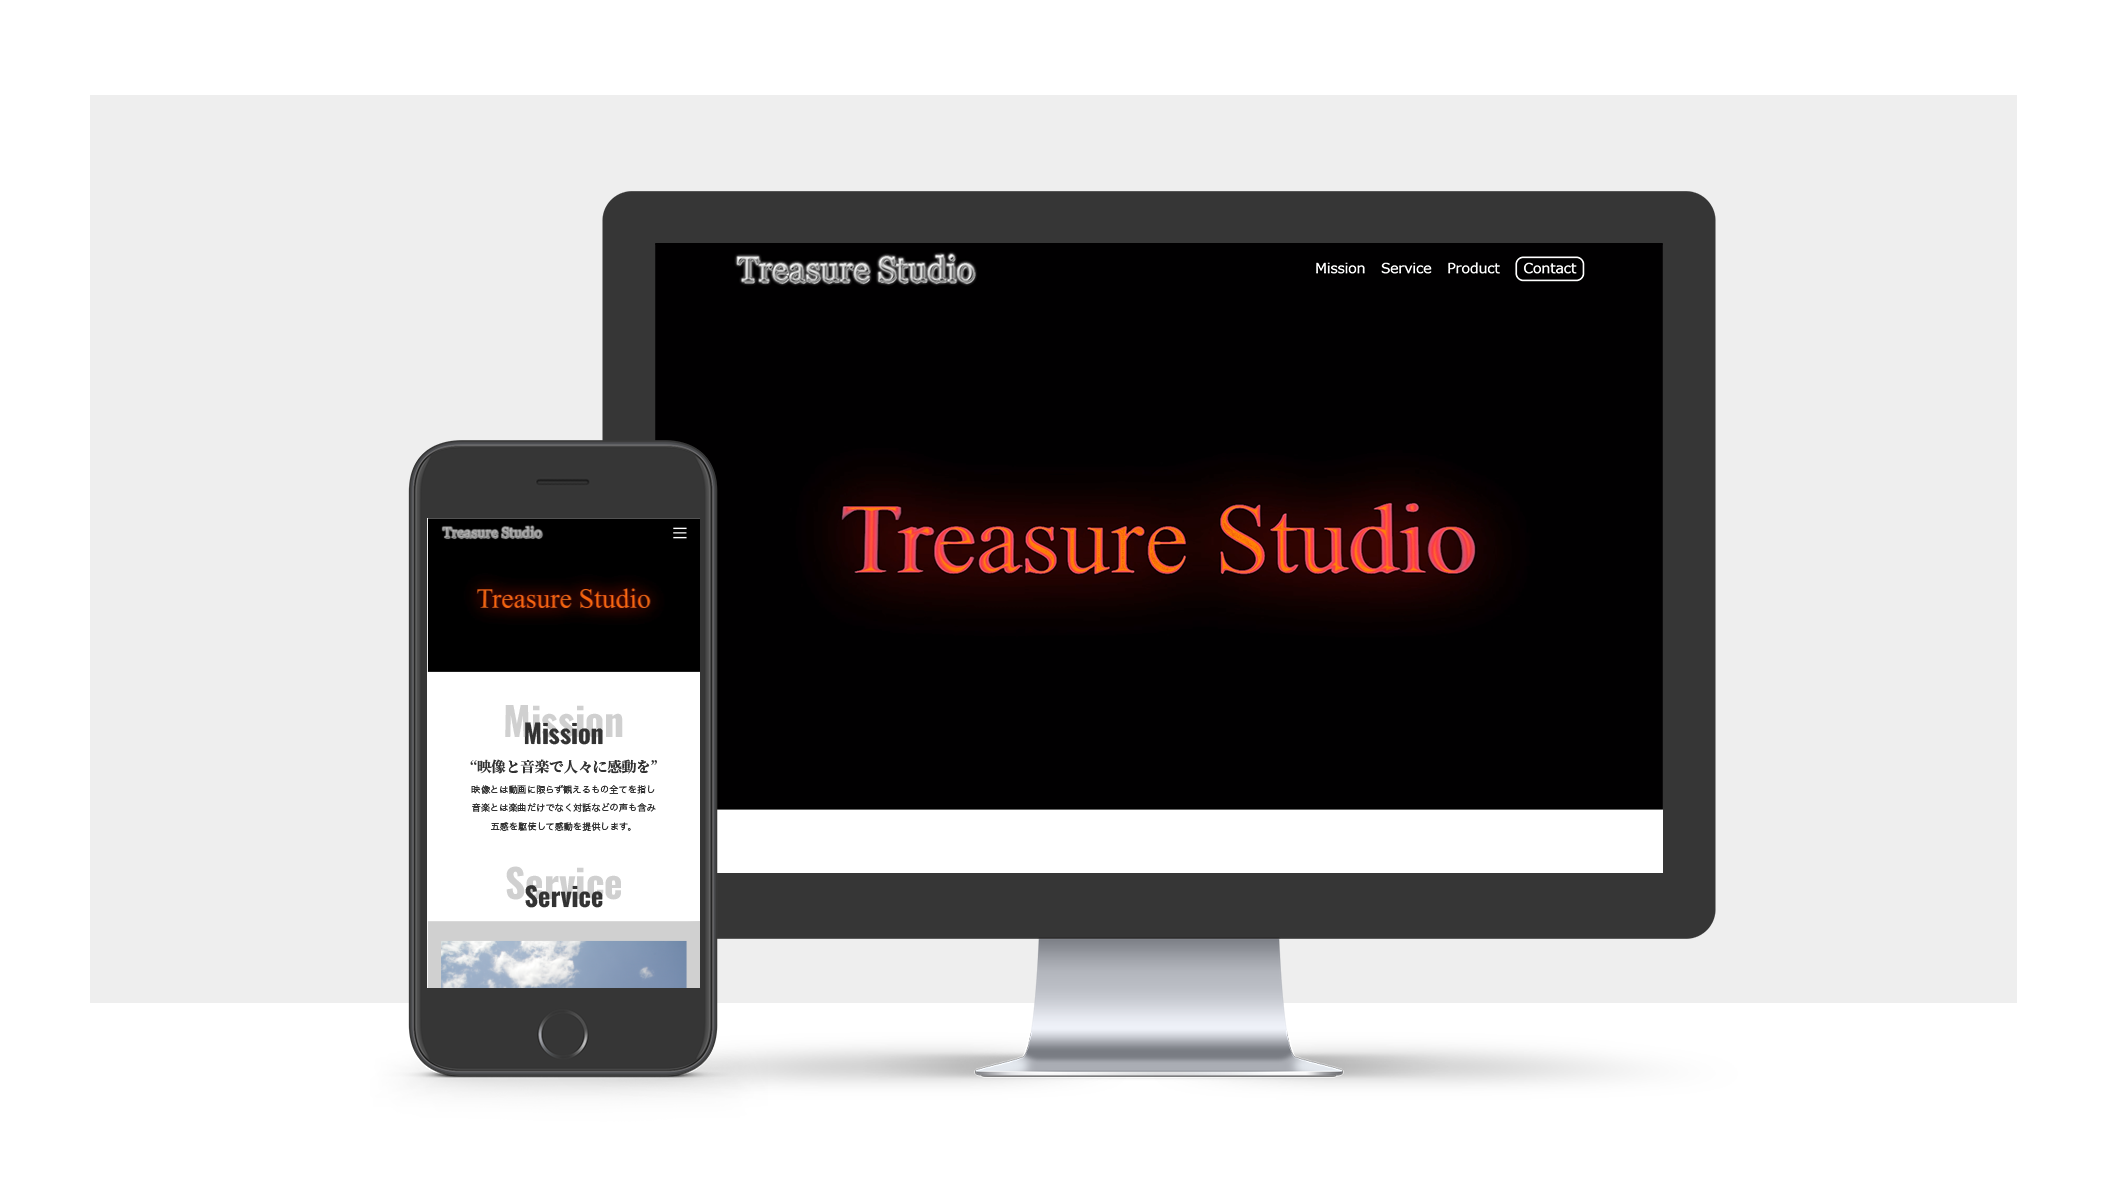 Treasure Studio
Mission Service Product Contact
Treasure Studio
Treasure Studio
Treasure Studio
Mission
Mission
“映像と音楽で人々に感動を”
映像とは動画に限らず観えるもの全てを指し
音楽とは楽曲だけでなく対話などの声も含み
五感を駆使して感動を提供します。
Service
Service